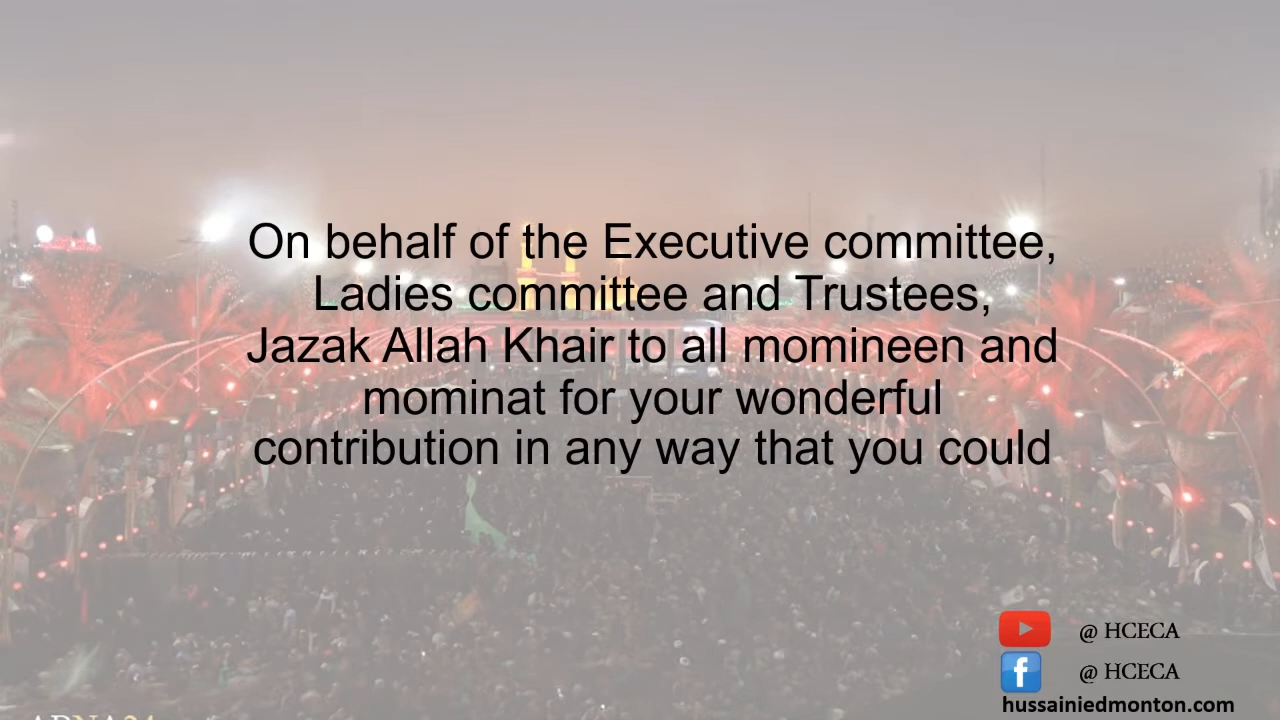 On behalf of the Executive committee,
Ladies committee and Trustees,
Jazak Allah Khair to all momineen and
mominat for your wonderful
contribution in any way that you could
@ HCECA
@ HCECA
hussainiedmonton.com